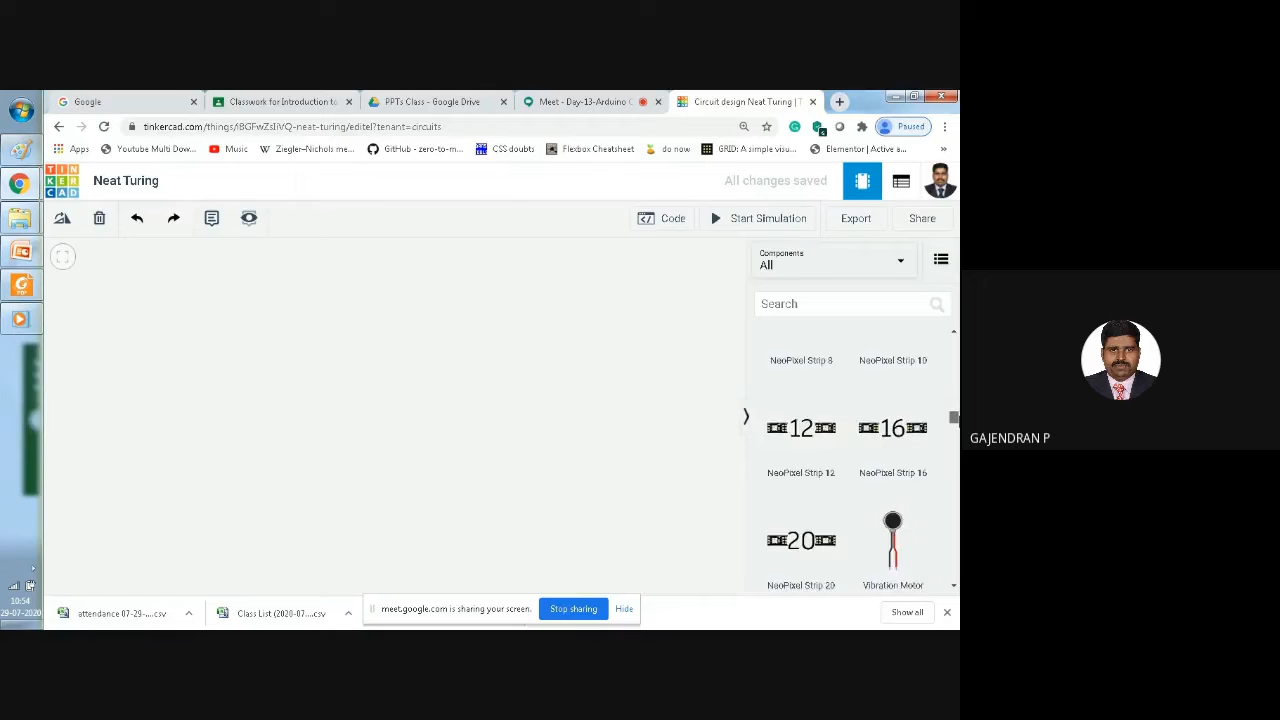 Google
Classwork for Introduction to
PPTs Class - Google Drive
Meet - Day-13-Arduino C
Circuit design Neat Turing | T
tinkercad.com/things/i8GFwZsIiVQ-neat-turing/editel?tenant=circuits
Paused
Apps
Youtube Multi Dow...
Music
Ziegler–Nichols me...
GitHub - zero-to-m...
CSS doubts
Flexbox Cheatsheet
do now
GRID: A simple visu...
Elementor | Active a...
»
TIN
KER
CAD
Neat Turing
All changes saved
Code
Start Simulation
Export
Share
Components
All
Search
NeoPixel Strip 8
NeoPixel Strip 10
12
16
NeoPixel Strip 12
NeoPixel Strip 16
20
NeoPixel Strip 20
Vibration Motor
GAJENDRAN P
10:54
29-07-2020
attendance 07-29-....csv
Class List (2020-07....csv
meet.google.com is sharing your screen.
Stop sharing
Hide
Show all